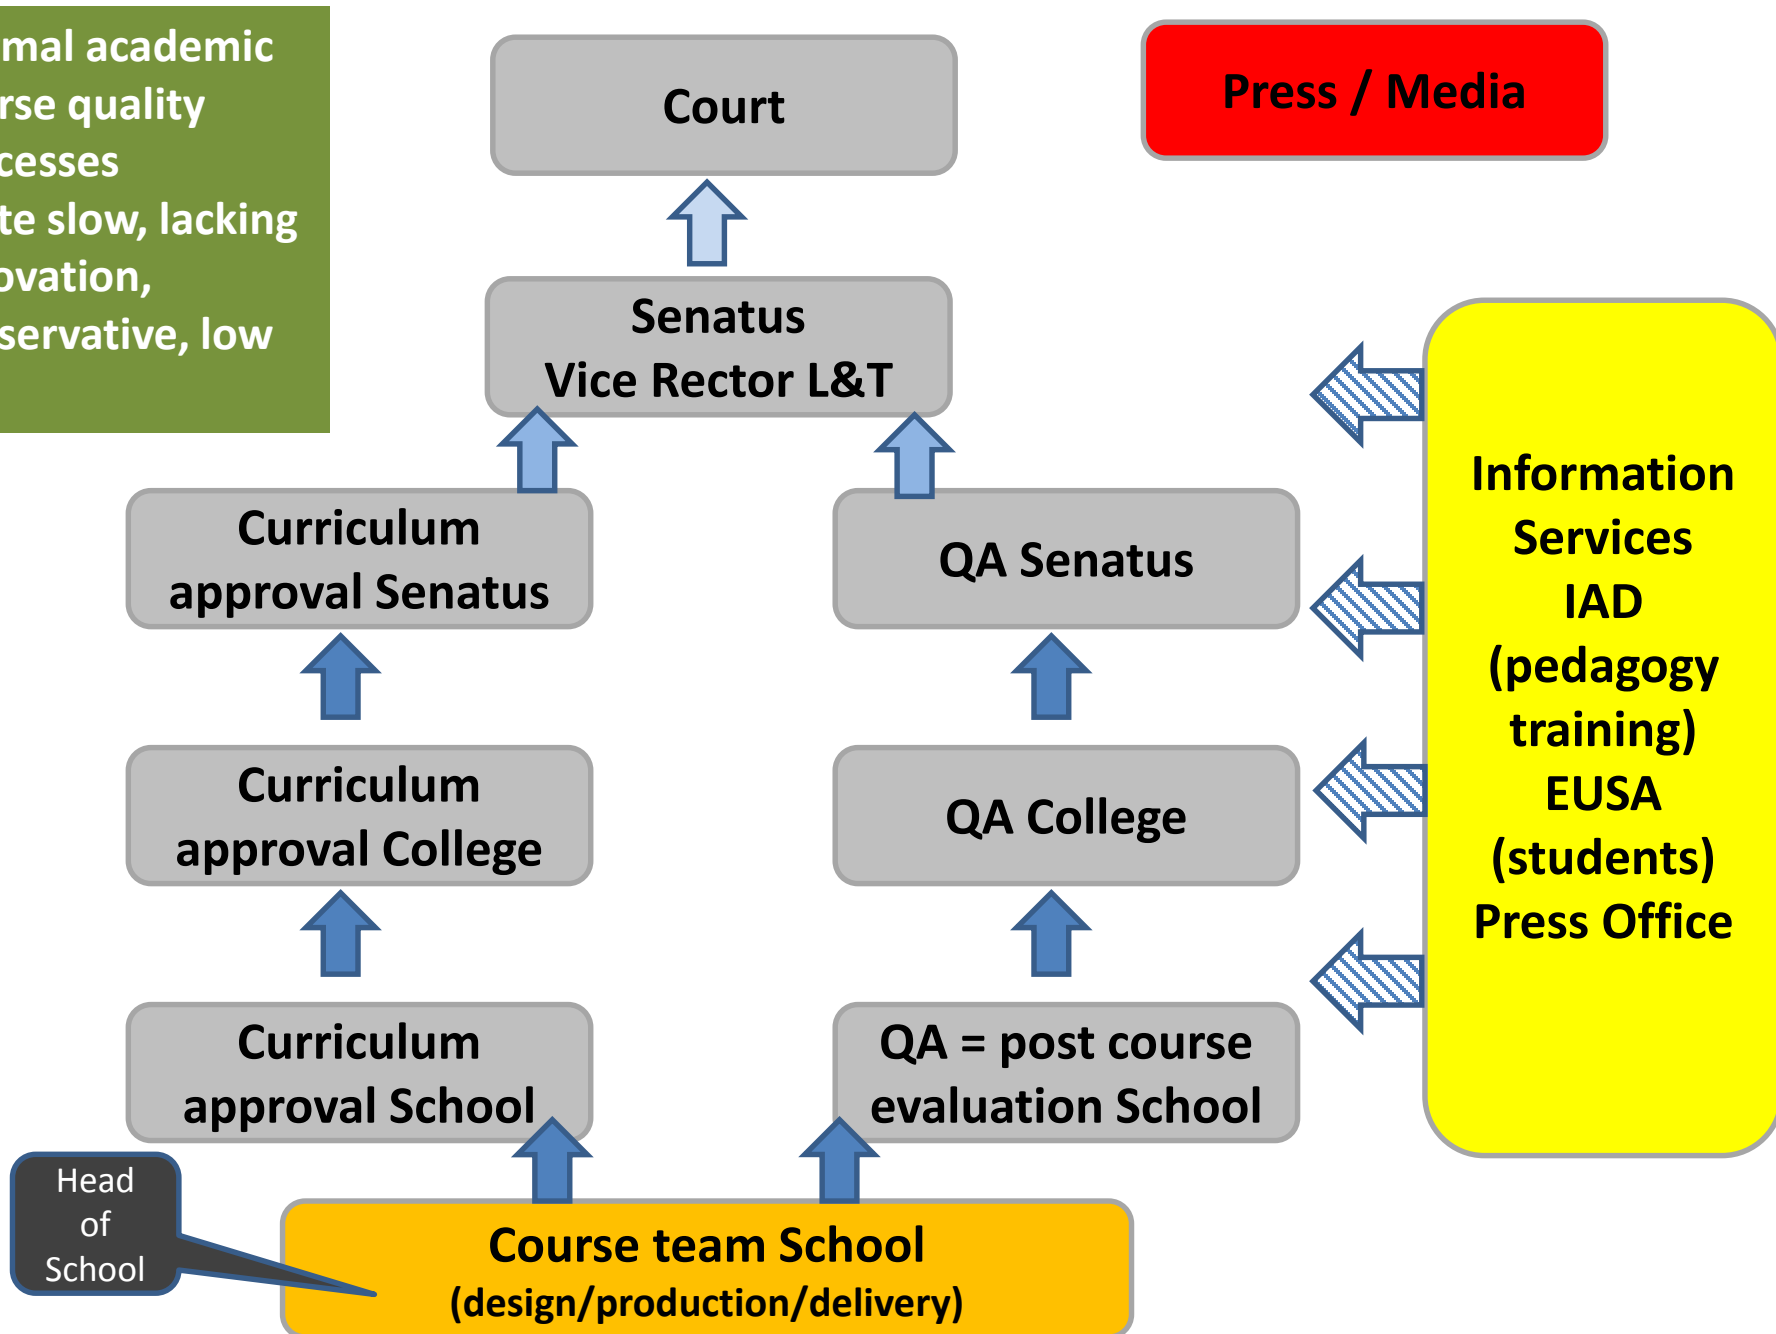 mal academic
rse quality
cesses
te slow, lacking
ovation,
servative, low
Court
Press / Media
Senatus
Vice Rector L&T
Curriculum
approval Senatus
QA Senatus
Curriculum
approval College
QA College
Curriculum
approval School
QA = post course
evaluation School
Information
Services
IAD
(pedagogy
training)
EUSA
(students)
Press Office
Head
of
School
Course team School
(design/production/delivery)